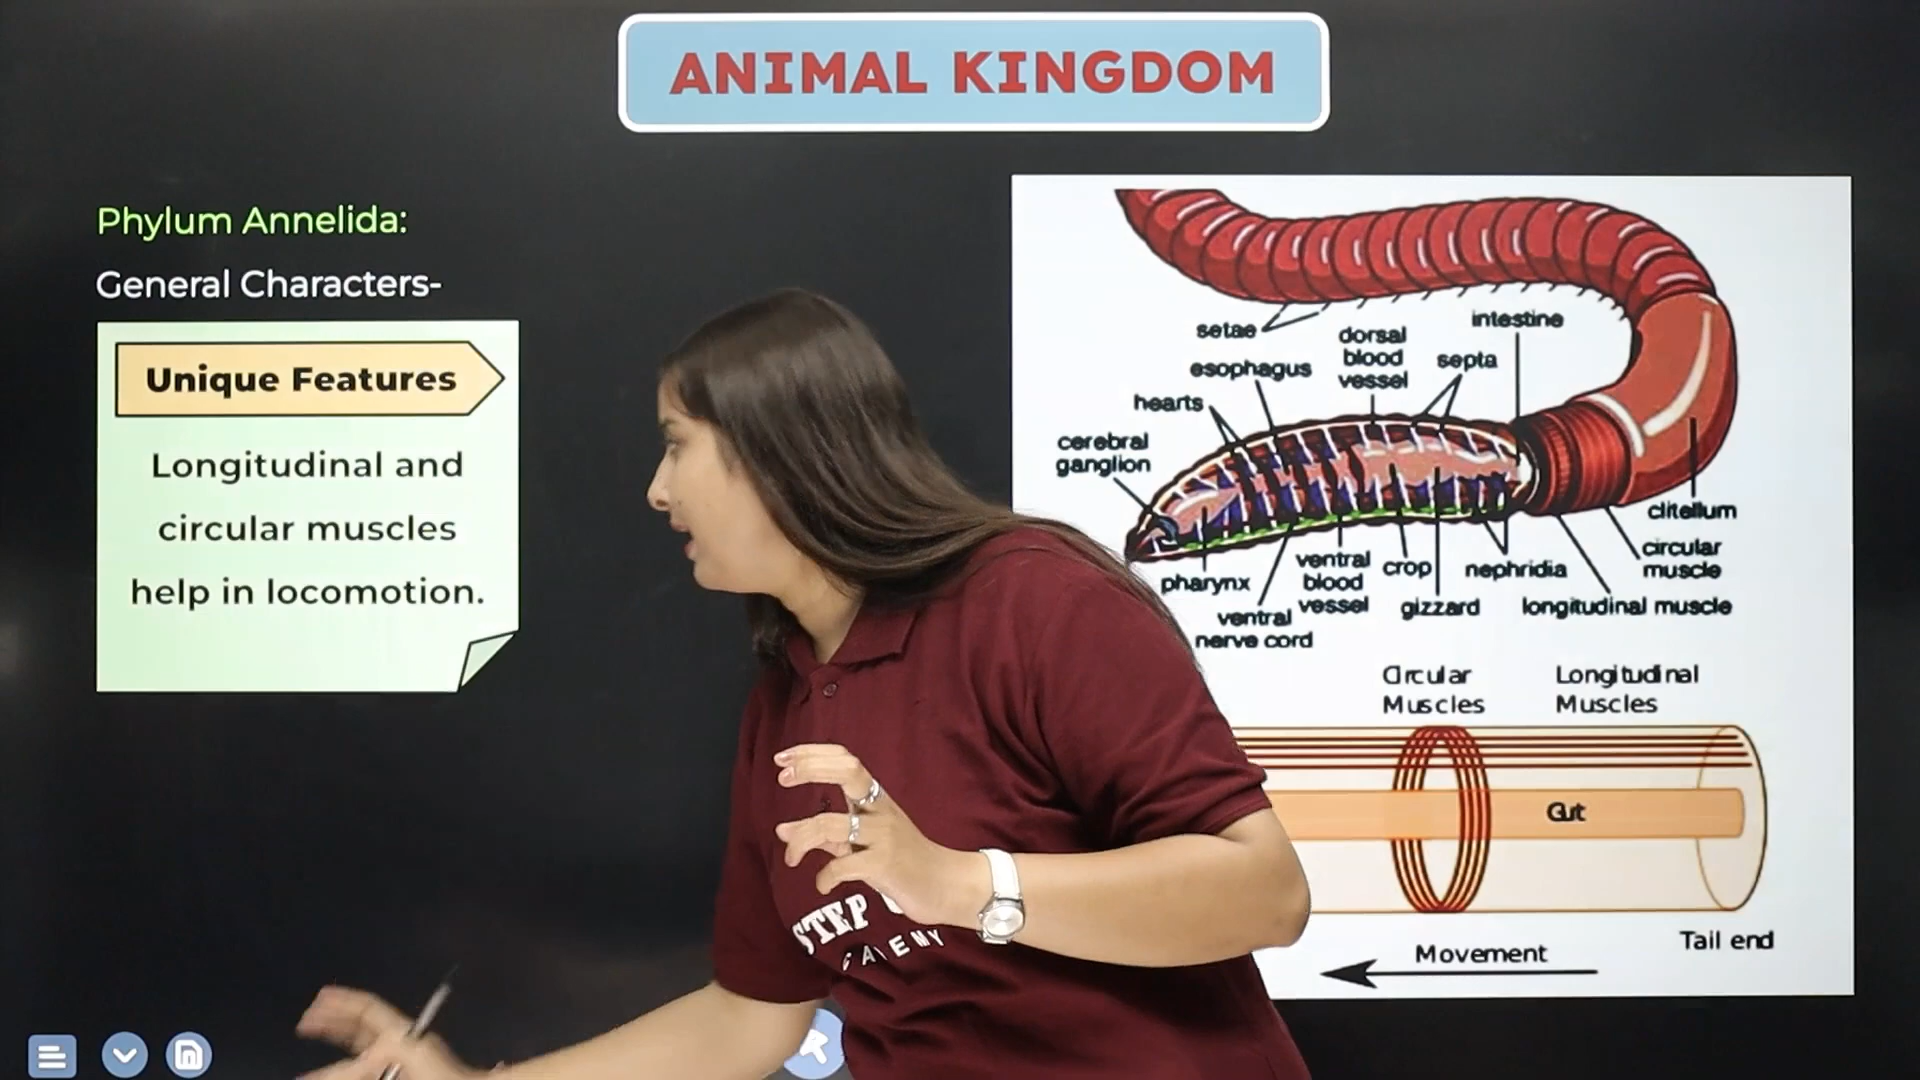 ANIMAL KINGDOM
Phylum Annelida:
General Characters-
Unique Features
Longitudinal and
circular muscles
help in locomotion.
setae
esophagus
hearts
cerebral
ganglion
dorsal
blood
vessel
septa
intestine
clitellum
circular
muscle
longitudinal muscle
nephridia
gizzard
crop
ventral
blood
vessel
ventral
nerve cord
pharynx
Circular
Muscles
Longitudinal
Muscles
Gut
Movement
Tail end
STEP